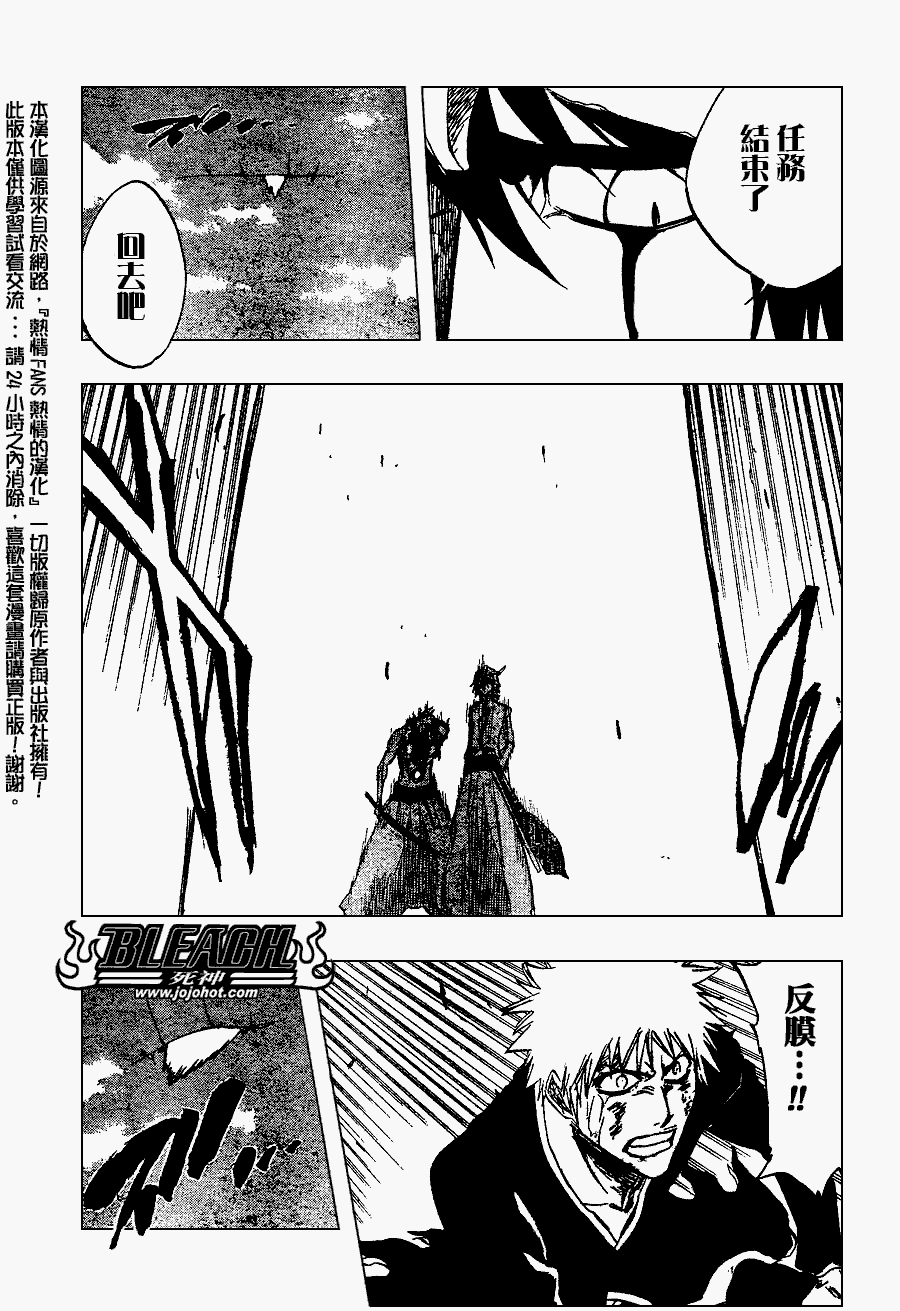 任務
結束了
回去吧
反膜…!!
本漢化圖源來自於網路，『熱情FANS熱情的漢化』一切版權歸原作者與出版社擁有！
此版本僅供學習試看交流…請24小時之內消除，喜歡這套漫畫請購買正版！謝謝。
BLEACH
死神
www.jojohot.com